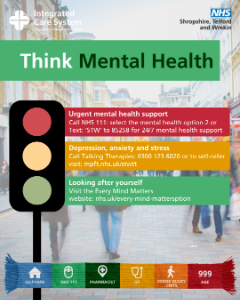 Integrated
Care System
NHS
Shropshire, Telford
and Wrekin
Think Mental Health
Urgent mental health support
Call NHS 111: select the mental health option 2 or
Text: 'STW' to 85258 for 24/7 mental health support
Depression, anxiety and stress
Call Talking Therapies: 0300 123 6020 or to self-refer
visit: mpft.nhs.uk/stwtt
Looking after yourself
Visit the Every Mind Matters
website: nhs.uk/every-mind-matters
SELF-CARE
NHS 111
PHARMACIST
GP
MINOR INJURY
UNITS
999
A&E